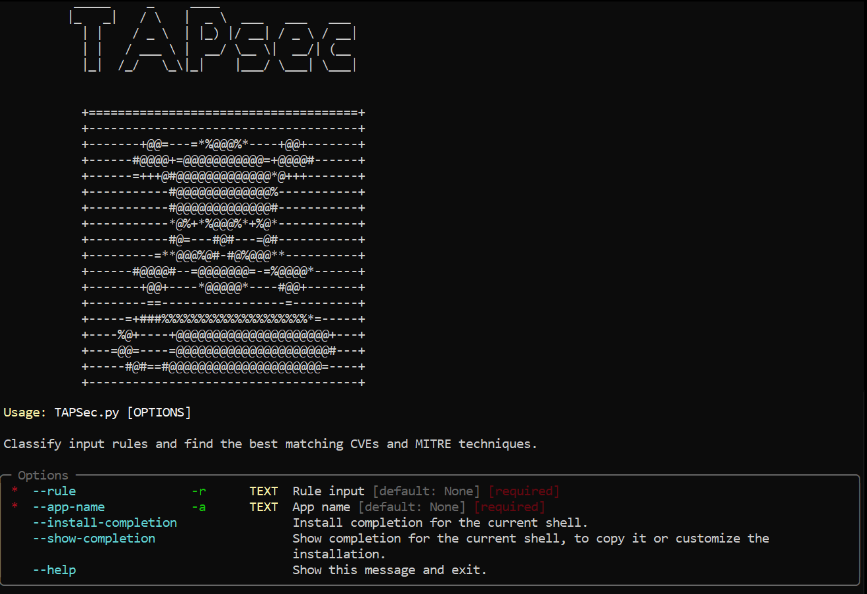 TAPSec
Usage: TAPSec.py [OPTIONS]
Classify input rules and find the best matching CVEs and MITRE techniques.
Options
* --rule -r TEXT Rule input [default: None] [required]
* --app-name -a TEXT App name [default: None] [required]
--install-completion Install completion for the current shell.
--show-completion Show completion for the current shell, to copy it or customize the
installation.
--help Show this message and exit.